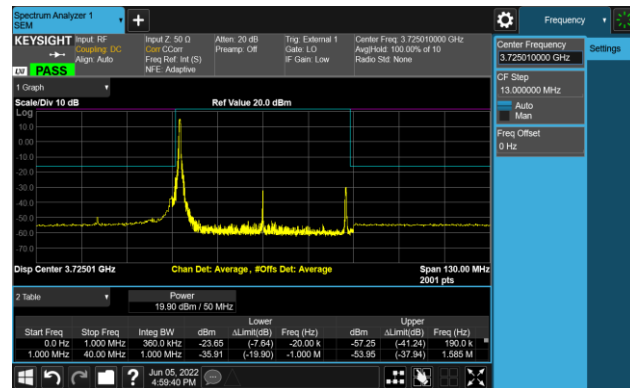 Spectrum Analyzer 1
SEM
Frequency
KEYSIGHT Input: RF
Coupling: DC
Align: Auto
Input Z: 50 Ω
Corr CCorr
Freq Ref: Int (S)
NFE: Adaptive
Atten: 20 dB
Preamp: Off
Trig: External 1
Gate: LO
IF Gain: Low
Center Freq: 3.725010000 GHz
Avg|Hold: 100.00% of 10
Radio Std: None
LXI PASS
Center Frequency
3.725010000 GHz
Settings
CF Step
13.000000 MHz
Auto
Man
Freq Offset
0 Hz
1 Graph
Scale/Div 10 dB
Ref Value 20.0 dBm
Log
10.0
0.00
-10.0
-20.0
-30.0
-40.0
-50.0
-60.0
-70.0
Disp Center 3.72501 GHz
Chan Det: Average , #Offs Det: Average
Span 130.00 MHz
2001 pts
2 Table
Power
19.90 dBm / 50 MHz
Lower Upper
Start Freq Stop Freq Integ BW dBm ΔLimit(dB) Freq (Hz) dBm ΔLimit(dB) Freq (Hz)
0.0 Hz 1.000 MHz 360.0 kHz -23.65 (-7.64) -20.00 k -57.25 (-41.24) 190.0 k
1.000 MHz 40.00 MHz 1.000 MHz -35.91 (-19.90) -1.000 M -53.95 (-37.94) 1.585 M
Jun 05, 2022
4:59:40 PM